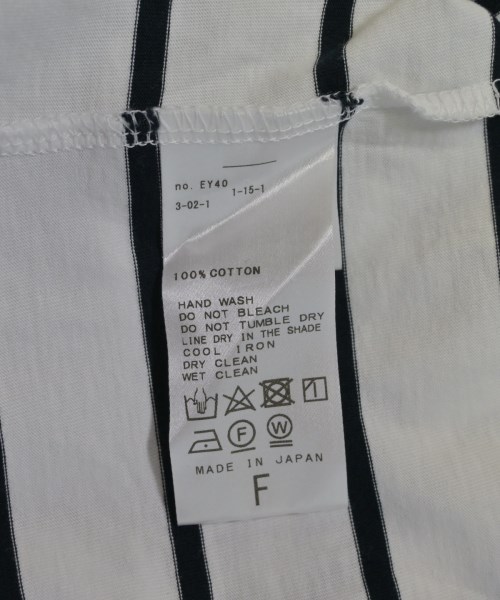 no. EY40
1-15-1
3-02-1
100% COTTON
HAND WASH
DO NOT BLEACH
DO NOT TUMBLE DRY
LINE DRY IN THE SHADE
COOL IRON
DRY CLEAN
WET CLEAN
F W
MADE IN JAPAN
F